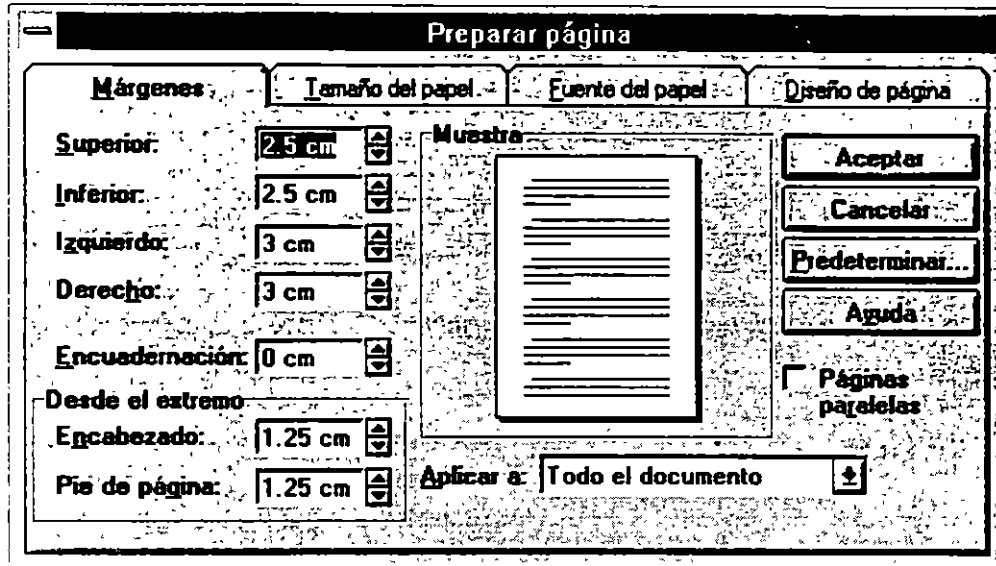 Preparar página
Márgenes
Tamaño del papel
Fuente del papel
Diseño de página
Superior: 2.5 cm
Inferior: 2.5 cm
Izquierdo: 3 cm
Derecho: 3 cm
Encuadernación: 0 cm
Desde el extremo
Encabezado: 1.25 cm
Pie de página: 1.25 cm
Muestra
Aplicar a: Todo el documento
Aceptar
Cancelar
Predeterminar...
Ayuda
Páginas
paralelas